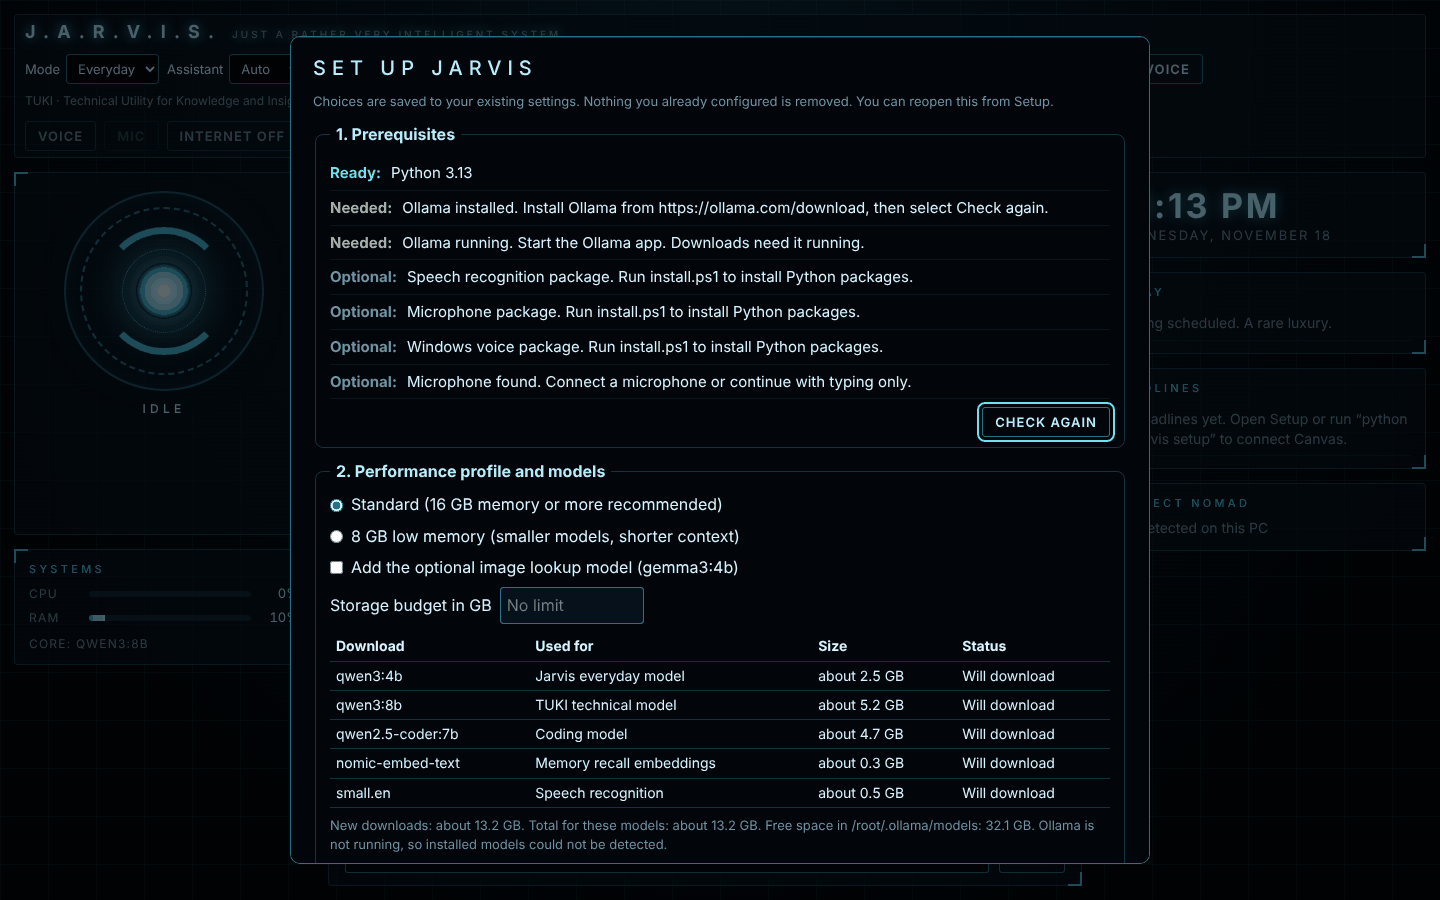 J.A.R.V.I.S. JUST A RATHER VERY INTELLIGENT SYSTEM
Mode Everyday Assistant Auto
VOICE
TUKI · Technical Utility for Knowledge and
VOICE MIC INTERNET OFF
IDLE
SYSTEMS
CPU 0%
RAM 10%
CORE: QWEN3:8B
SET UP JARVIS
Choices are saved to your existing settings. Nothing you already configured is removed. You can reopen this from Setup.
1. Prerequisites
Ready: Python 3.13
Needed: Ollama installed. Install Ollama from https://ollama.com/download, then select Check again.
Needed: Ollama running. Start the Ollama app. Downloads need it running.
Optional: Speech recognition package. Run install.ps1 to install Python packages.
Optional: Microphone package. Run install.ps1 to install Python packages.
Optional: Windows voice package. Run install.ps1 to install Python packages.
Optional: Microphone found. Connect a microphone or continue with typing only.
CHECK AGAIN
2. Performance profile and models
Standard (16 GB memory or more recommended)
8 GB low memory (smaller models, shorter context)
Add the optional image lookup model (gemma3:4b)
Storage budget in GB No limit
Download Used for Size Status
qwen3:4b Jarvis everyday model about 2.5 GB Will download
qwen3:8b TUKI technical model about 5.2 GB Will download
qwen2.5-coder:7b Coding model about 4.7 GB Will download
nomic-embed-text Memory recall embeddings about 0.3 GB Will download
small.en Speech recognition about 0.5 GB Will download
New downloads: about 13.2 GB. Total for these models: about 13.2 GB. Free space in /root/.ollama/models: 32.1 GB. Ollama is
not running, so installed models could not be detected.
:13 PM
NESDAY, NOVEMBER 18
AY
ng scheduled. A rare luxury.
DLINES
adlines yet. Open Setup or run “python
vis setup” to connect Canvas.
ECT NOMAD
etected on this PC